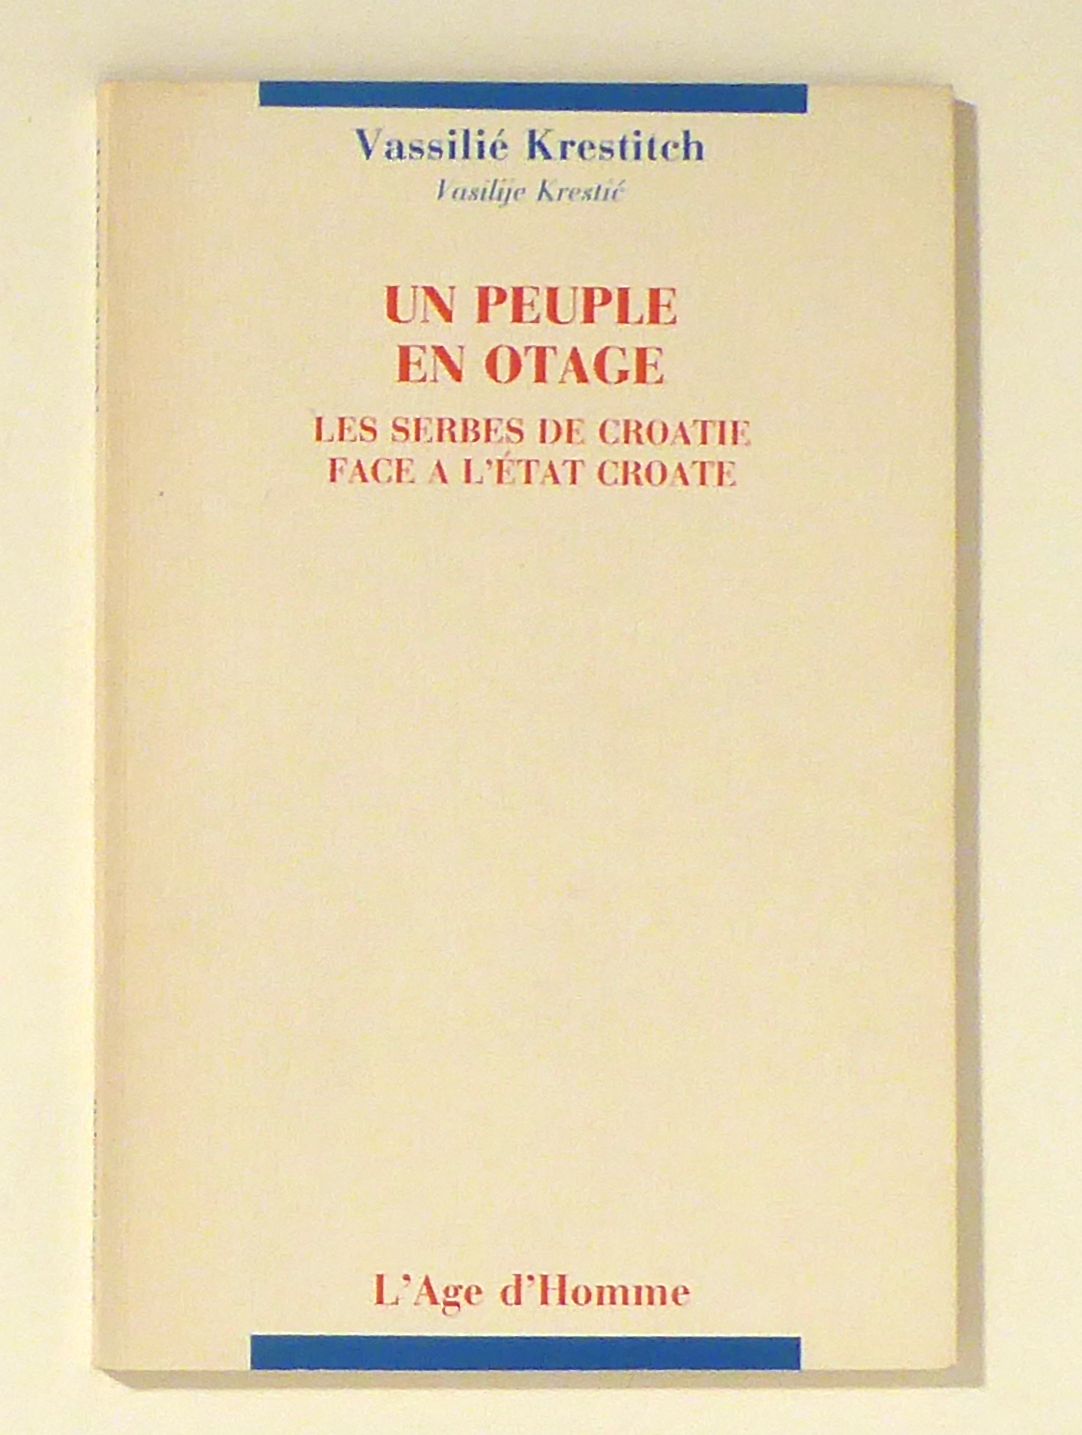 Vassilié Krestitch
Vasilije Krestić
UN PEUPLE
EN OTAGE
LES SERBES DE CROATIE
FACE A L'ÉTAT CROATE
L'Age d'Homme